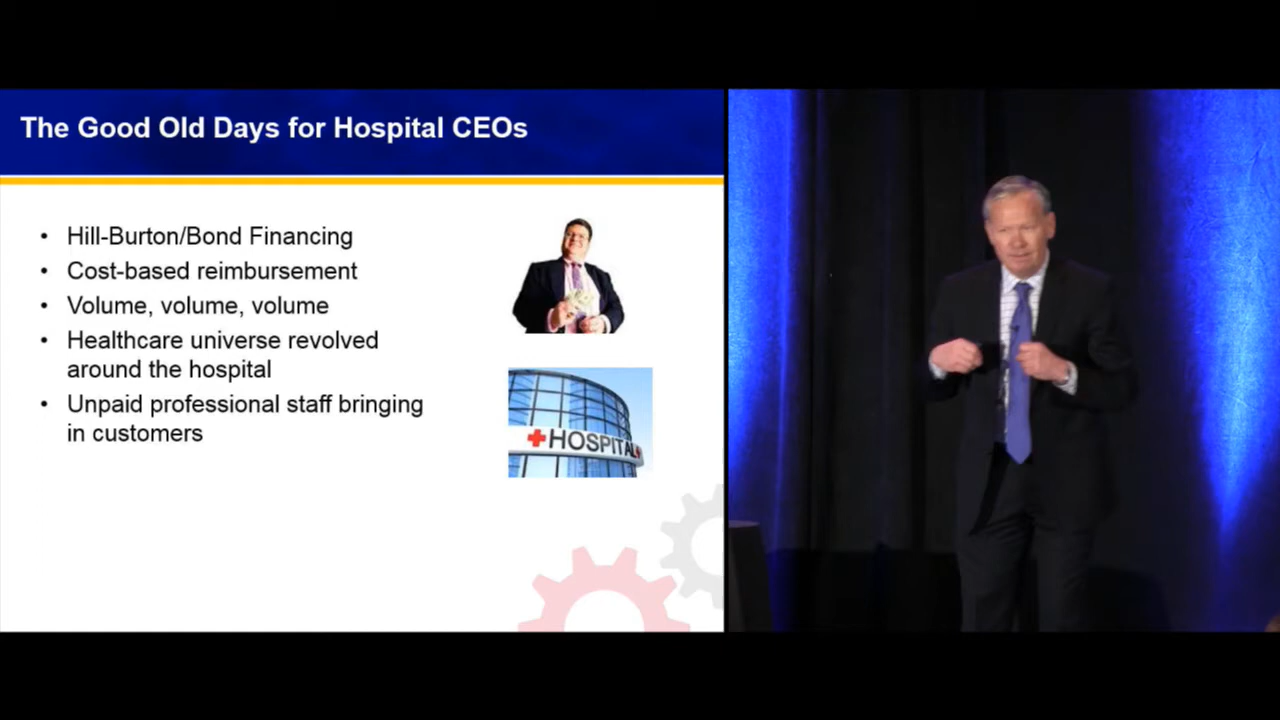 The Good Old Days for Hospital CEOs
• Hill-Burton/Bond Financing
• Cost-based reimbursement
• Volume, volume, volume
• Healthcare universe revolved
around the hospital
• Unpaid professional staff bringing
in customers
HOSPITAL